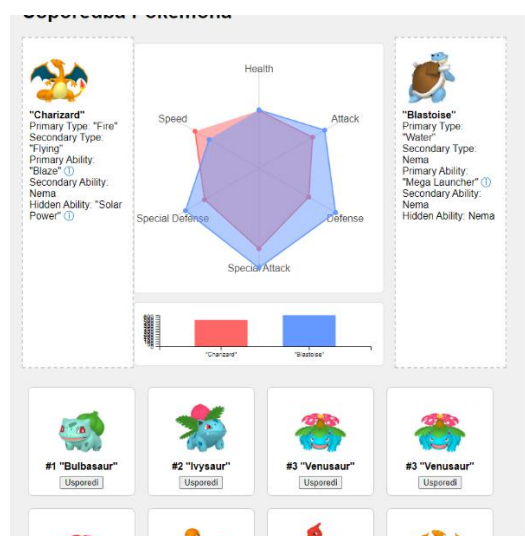 Usporedba Pokemona
"Charizard"
Primary Type: "Fire"
Secondary Type:
"Flying"
Primary Ability:
"Blaze" ⓘ
Secondary Ability:
Nema
Hidden Ability: "Solar
Power" ⓘ
Health
Speed
Attack
Special Defense
Defense
Special Attack
"Blastoise"
Primary Type:
"Water"
Secondary Type:
Nema
Primary Ability:
"Mega Launcher" ⓘ
Secondary Ability:
Nema
Hidden Ability: Nema
"Charizard"
"Blastoise"
#1 "Bulbasaur"
#2 "Ivysaur"
#3 "Venusaur"
#3 "Venusaur"
Usporedi
Usporedi
Usporedi
Usporedi